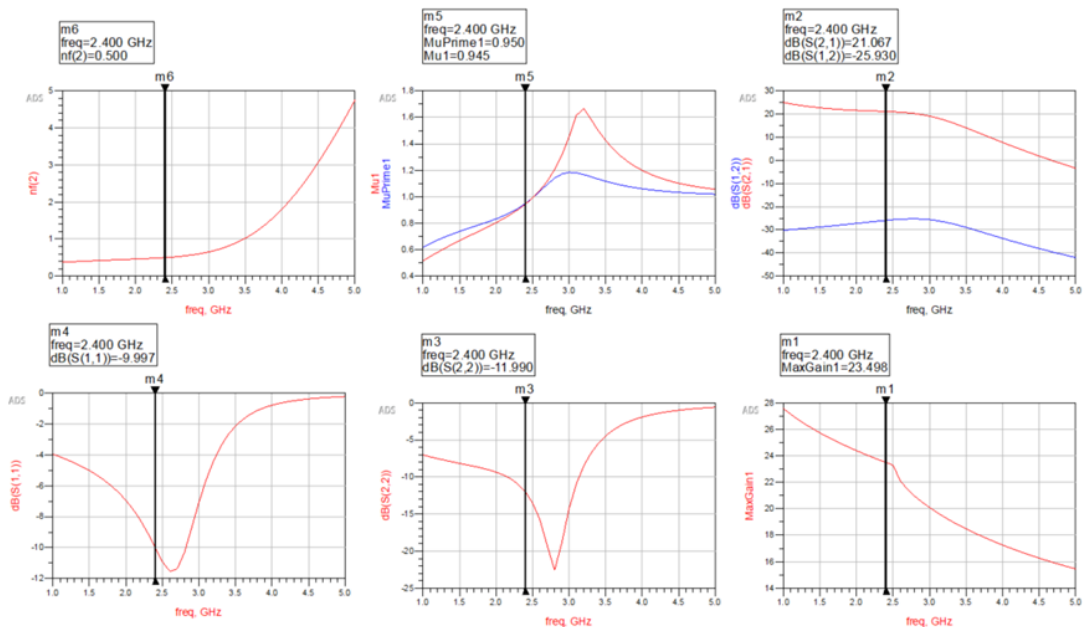 m6
freq=2.400 GHz
nf(2)=0.500
m6
ADS
5
4
3
2
1
0
nf(2)
1.0 1.5 2.0 2.5 3.0 3.5 4.0 4.5 5.0
freq, GHz
m5
freq=2.400 GHz
MuPrime1=0.950
Mu1=0.945
m5
ADS
1.8
1.6
1.4
1.2
1.0
0.8
0.6
0.4
Mu1
MuPrime1
1.0 1.5 2.0 2.5 3.0 3.5 4.0 4.5 5.0
freq, GHz
m2
freq=2.400 GHz
dB(S(2,1))=21.067
dB(S(1,2))=-25.930
m2
ADS
30
20
10
0
-10
-20
-30
-40
-50
dB(S(1,2))
dB(S(2,1))
1.0 1.5 2.0 2.5 3.0 3.5 4.0 4.5 5.0
freq, GHz
m4
freq=2.400 GHz
dB(S(1,1))=-9.997
m4
ADS
0
-2
-4
-6
-8
-10
-12
dB(S(1,1))
1.0 1.5 2.0 2.5 3.0 3.5 4.0 4.5 5.0
freq, GHz
m3
freq=2.400 GHz
dB(S(2,2))=-11.990
m3
ADS
0
-5
-10
-15
-20
-25
dB(S(2,2))
1.0 1.5 2.0 2.5 3.0 3.5 4.0 4.5 5.0
freq, GHz
m1
freq=2.400 GHz
MaxGain1=23.498
m1
ADS
28
26
24
22
20
18
16
14
MaxGain1
1.0 1.5 2.0 2.5 3.0 3.5 4.0 4.5 5.0
freq, GHz